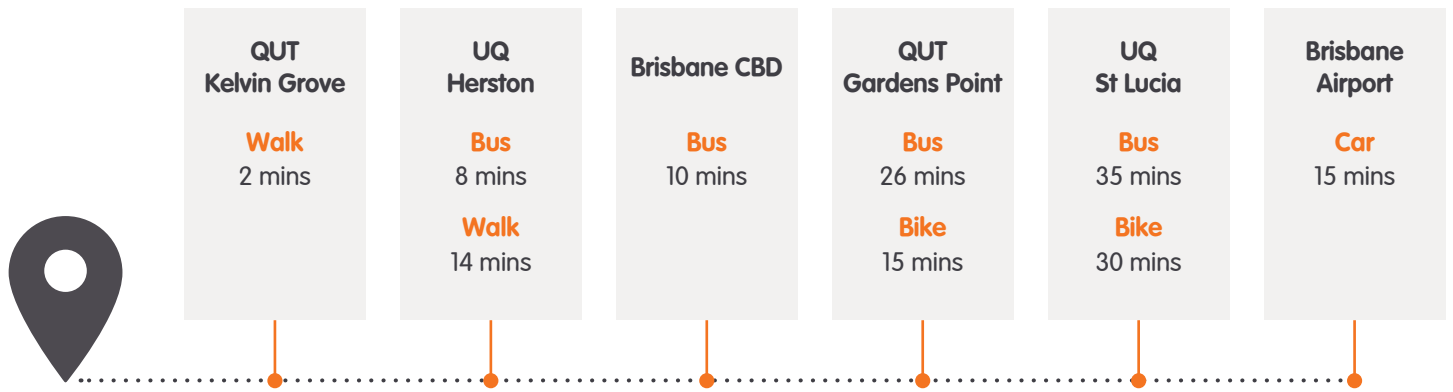 QUT
Kelvin Grove
Walk
2 mins
UQ
Herston
Bus
8 mins
Walk
14 mins
Brisbane CBD
Bus
10 mins
QUT
Gardens Point
Bus
26 mins
Bike
15 mins
UQ
St Lucia
Bus
35 mins
Bike
30 mins
Brisbane
Airport
Car
15 mins